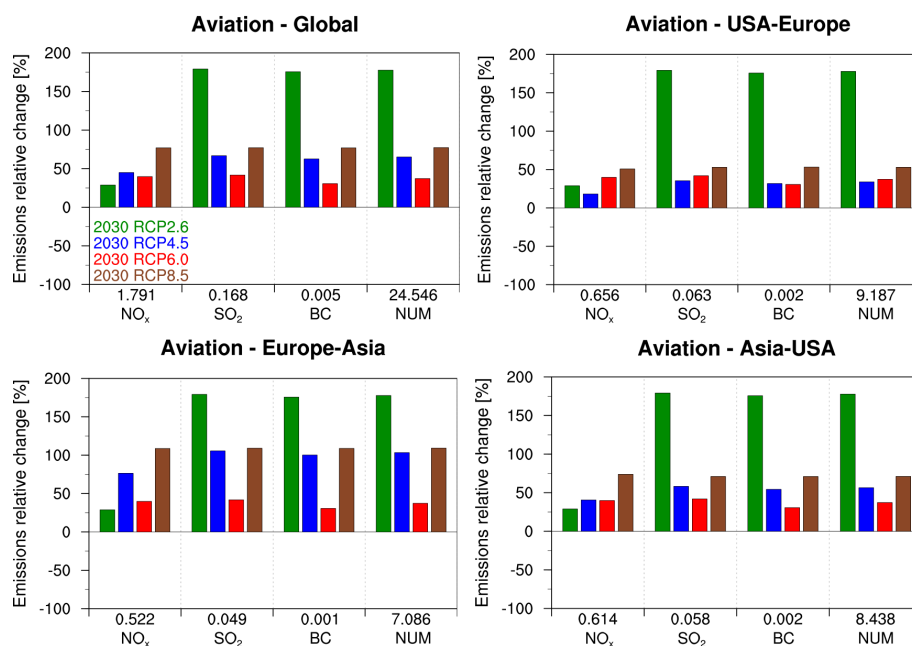 Aviation - Global
Emissions relative change [%]
200
150
100
50
0
-50
-100
2030 RCP2.6
2030 RCP4.5
2030 RCP6.0
2030 RCP8.5
1.791 0.168 0.005 24.546
NOx SO2 BC NUM
Aviation - USA-Europe
Emissions relative change [%]
200
150
100
50
0
-50
-100
0.656 0.063 0.002 9.187
NOx SO2 BC NUM
Aviation - Europe-Asia
Emissions relative change [%]
200
150
100
50
0
-50
-100
0.522 0.049 0.001 7.086
NOx SO2 BC NUM
Aviation - Asia-USA
Emissions relative change [%]
200
150
100
50
0
-50
-100
0.614 0.058 0.002 8.438
NOx SO2 BC NUM